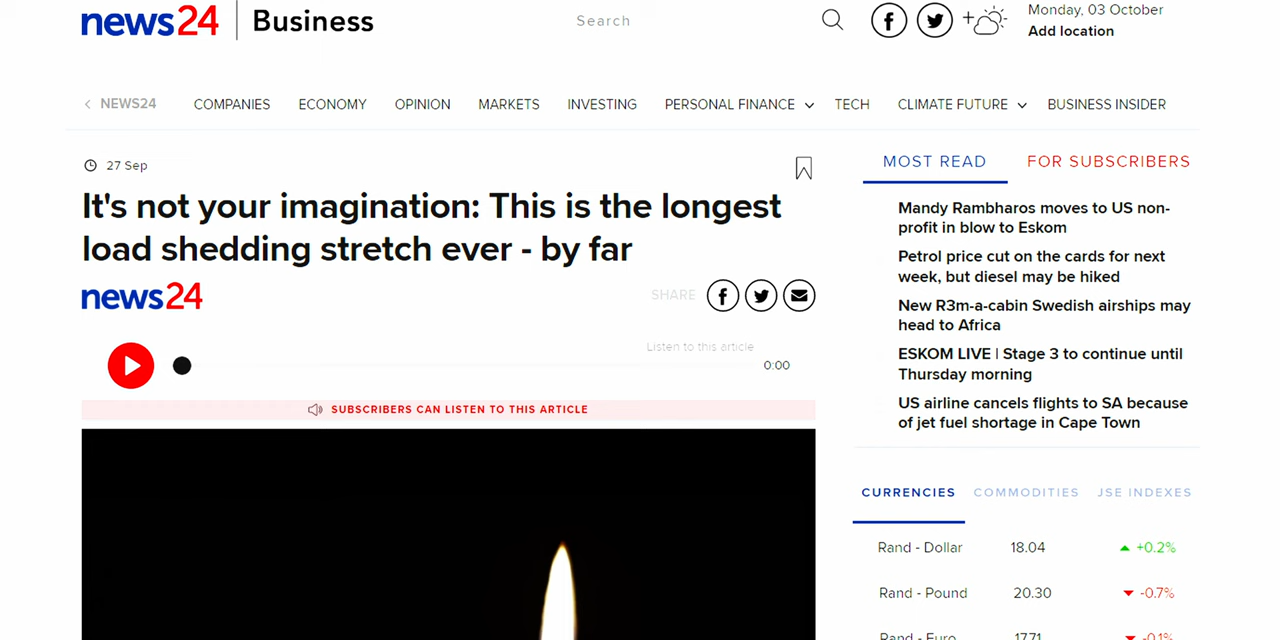 news24 Business
Search
Monday, 03 October
Add location
NEWS24
COMPANIES
ECONOMY
OPINION
MARKETS
INVESTING
PERSONAL FINANCE
TECH
CLIMATE FUTURE
BUSINESS INSIDER
27 Sep
It's not your imagination: This is the longest
load shedding stretch ever - by far
news24
SHARE
Listen to this article
0:00
SUBSCRIBERS CAN LISTEN TO THIS ARTICLE
MOST READ
FOR SUBSCRIBERS
Mandy Rambharos moves to US non-
profit in blow to Eskom
Petrol price cut on the cards for next
week, but diesel may be hiked
New R3m-a-cabin Swedish airships may
head to Africa
ESKOM LIVE | Stage 3 to continue until
Thursday morning
US airline cancels flights to SA because
of jet fuel shortage in Cape Town
CURRENCIES
COMMODITIES
JSE INDEXES
Rand - Dollar 18.04 +0.2%
Rand - Pound 20.30 -0.7%
Rand - Euro 17.71 -0.1%